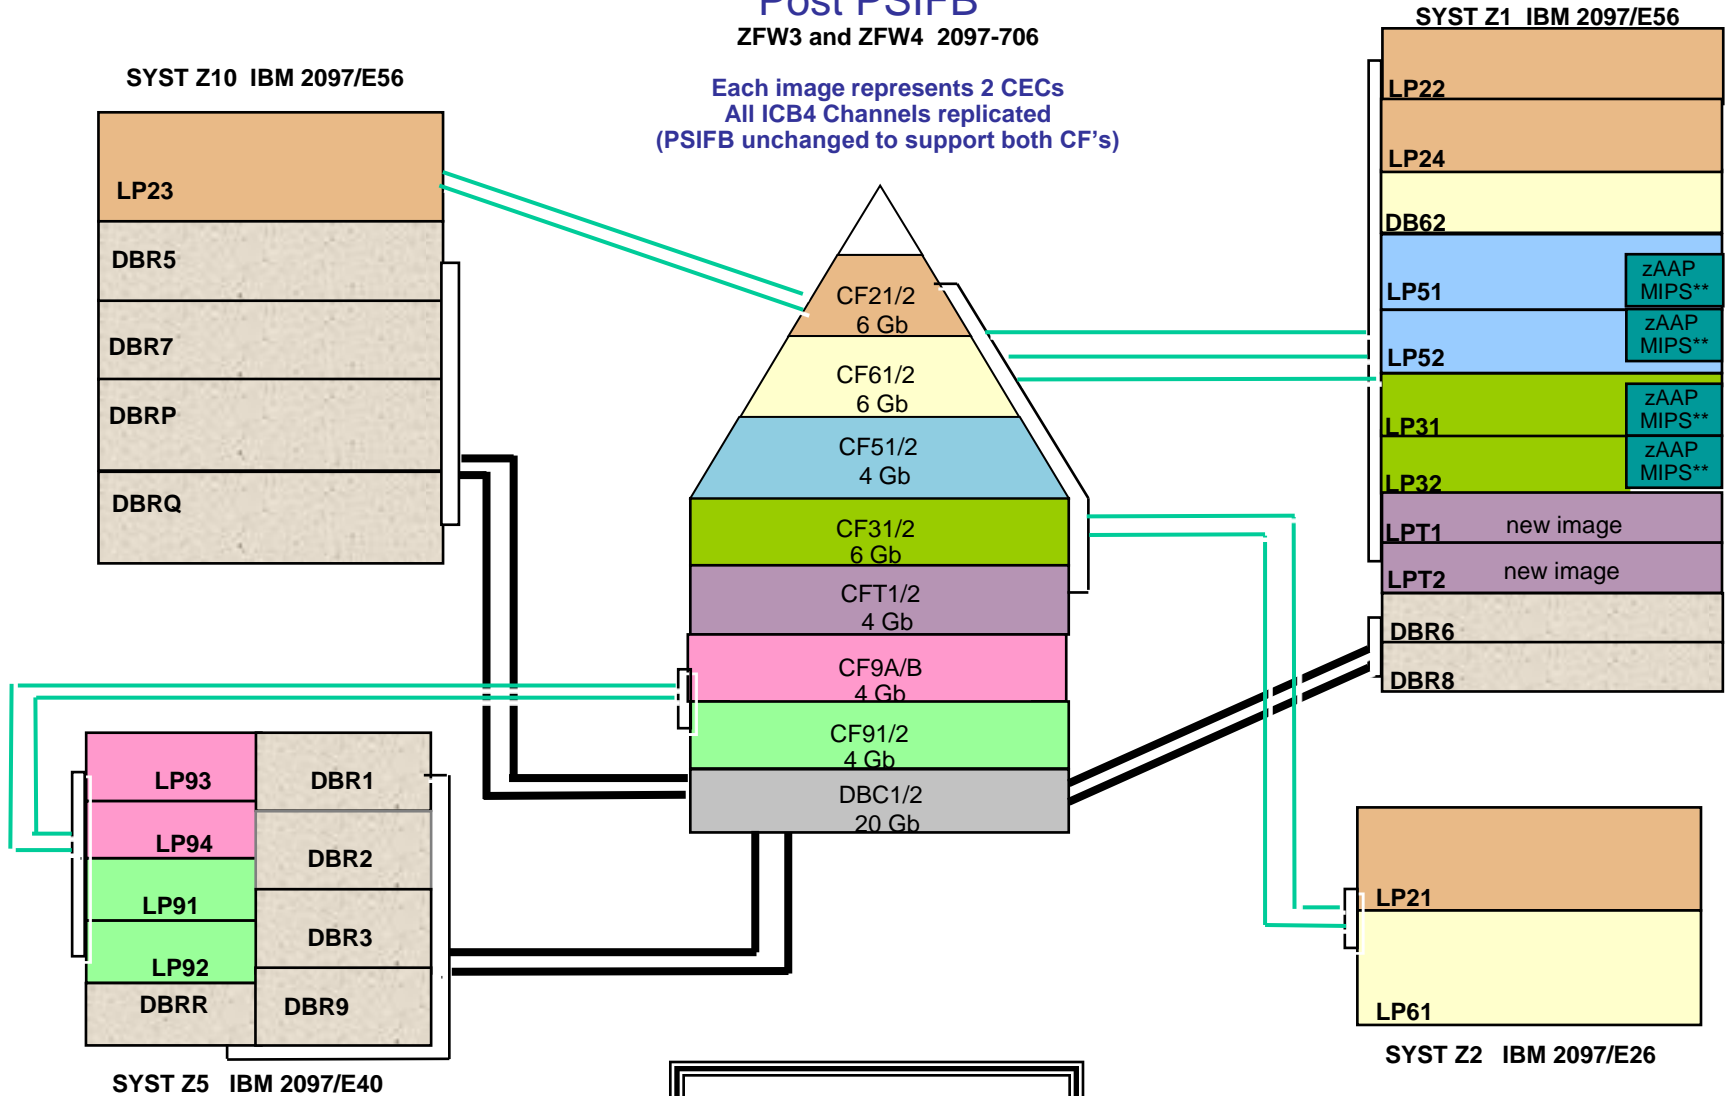 Post PSIFB
ZFW3 and ZFW4  2097-706
Each image represents 2 CECs
All ICB4 Channels replicated
(PSIFB unchanged to support both CF's)
SYST Z10  IBM 2097/E56
LP23
DBR5
DBR7
DBRP
DBRQ
CF21/2
6 Gb
CF61/2
6 Gb
CF51/2
4 Gb
CF31/2
6 Gb
CFT1/2
4 Gb
CF9A/B
4 Gb
CF91/2
4 Gb
DBC1/2
20 Gb
SYST Z1  IBM 2097/E56
LP22
LP24
DB62
LP51
zAAP
MIPS**
LP52
zAAP
MIPS**
LP31
zAAP
MIPS**
LP32
zAAP
MIPS**
LPT1 new image
LPT2 new image
DBR6
DBR8
LP93
DBR1
LP94
DBR2
LP91
DBR3
LP92
DBRR
DBR9
SYST Z5   IBM 2097/E40
LP21
LP61
SYST Z2   IBM 2097/E26